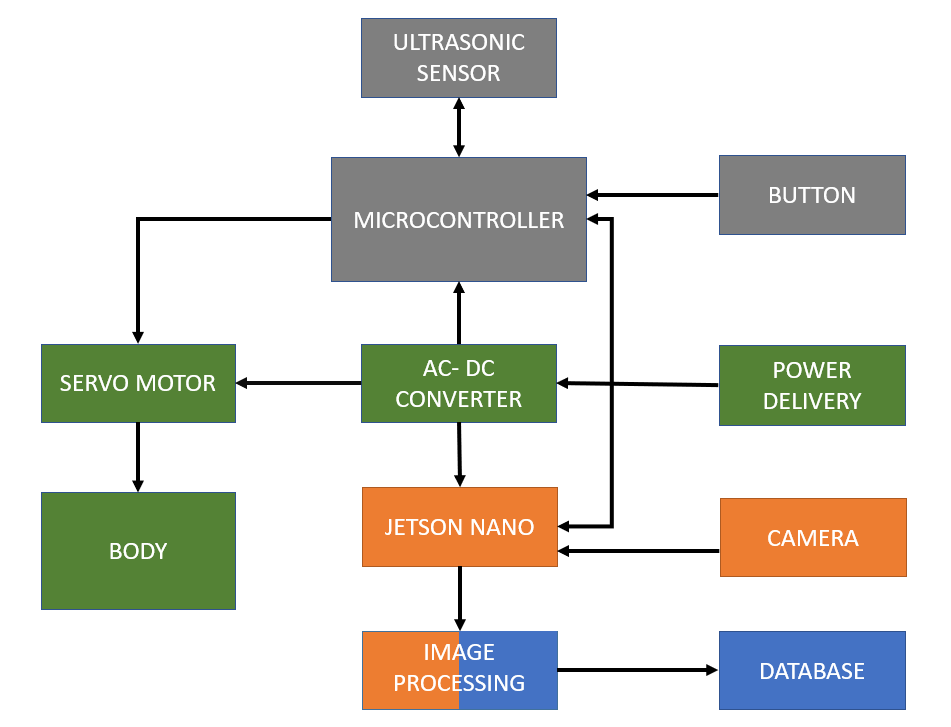 ULTRASONIC
SENSOR
MICROCONTROLLER
BUTTON
SERVO MOTOR
AC- DC
CONVERTER
POWER
DELIVERY
BODY
JETSON NANO
CAMERA
IMAGE
PROCESSING
DATABASE